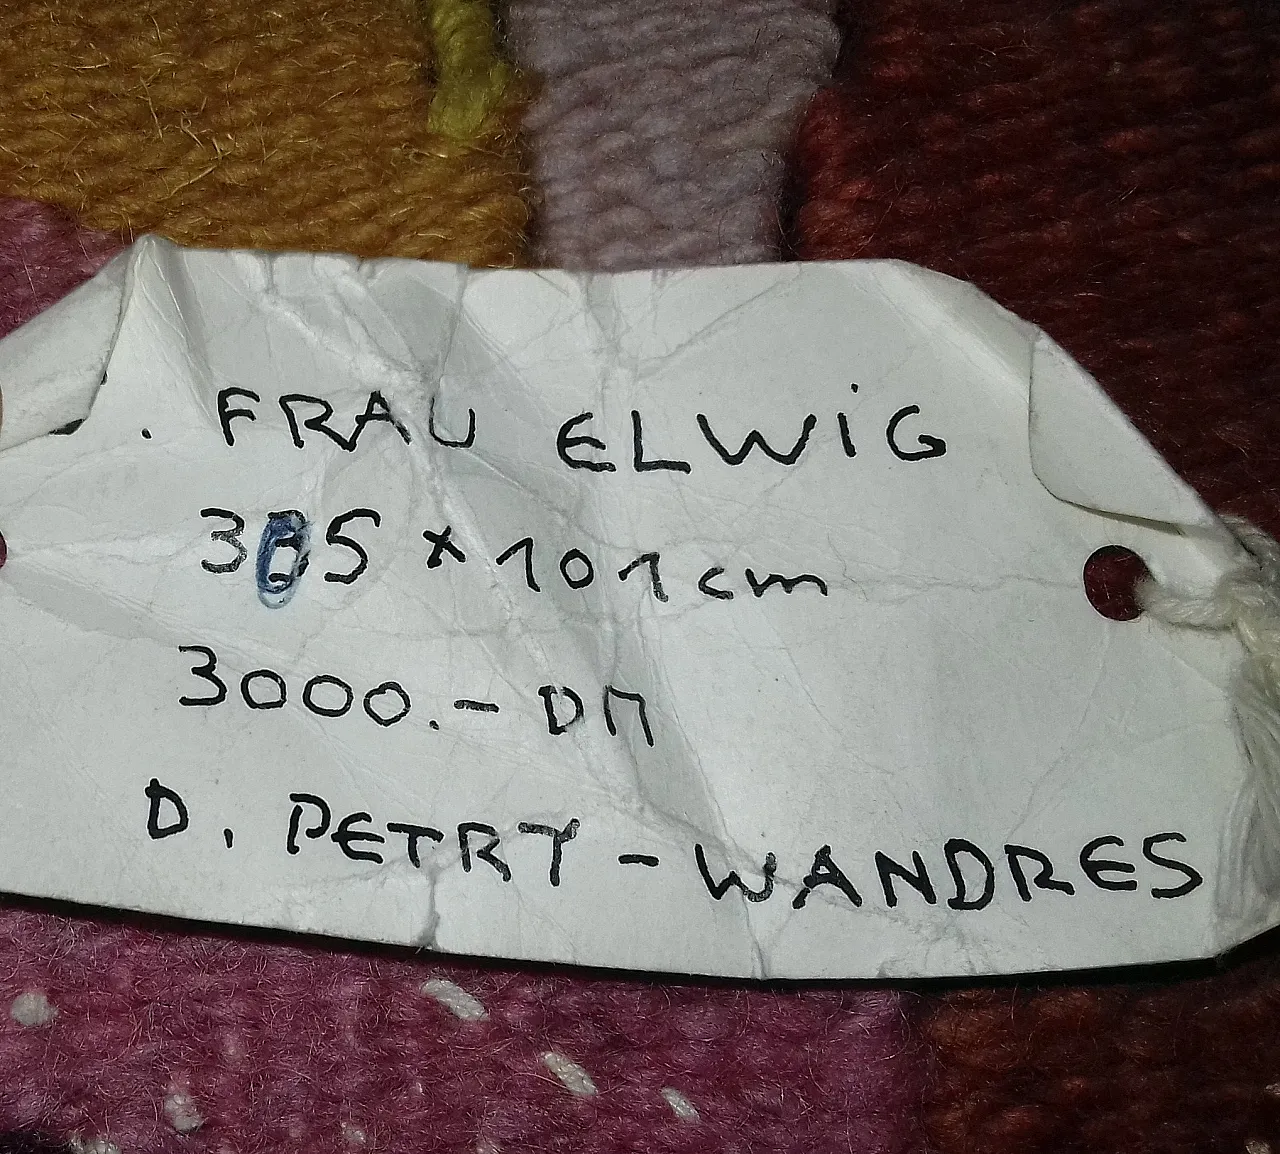 . FRAU ELWiG
305 x 101 cm
3000.- DM
D. PETRY - WANDRES